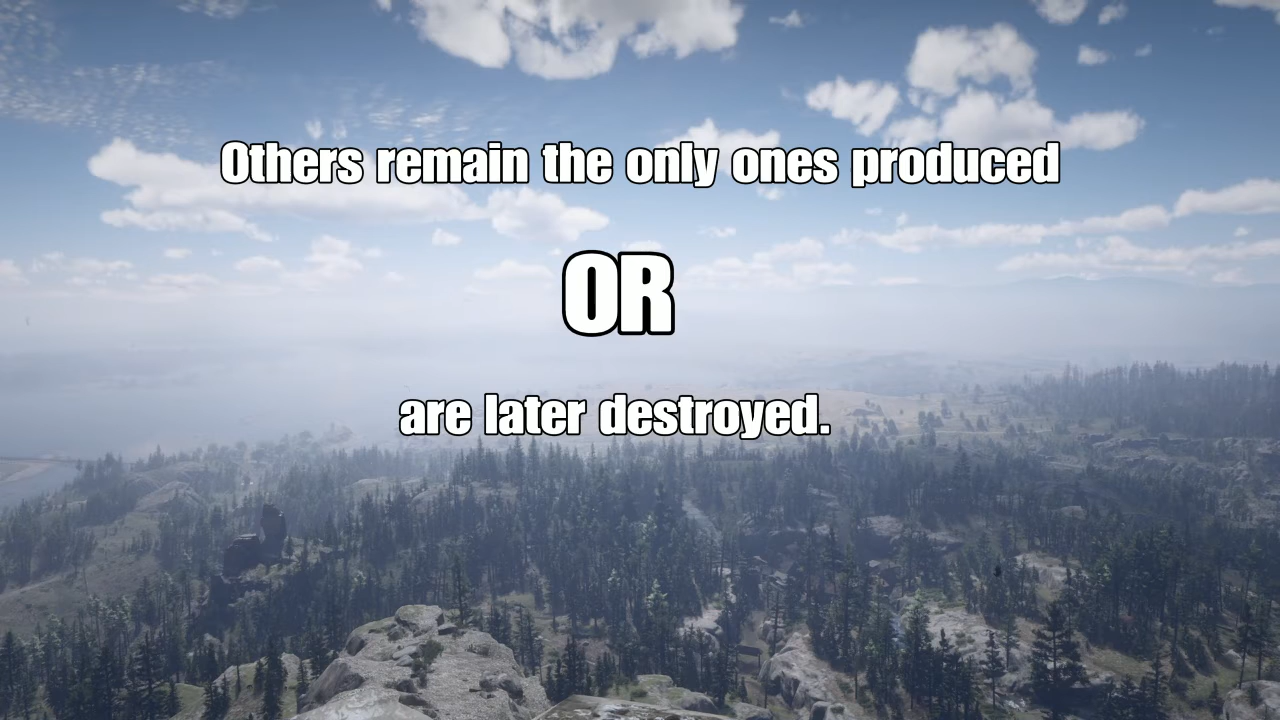 Others remain the only ones produced
OR
are later destroyed.